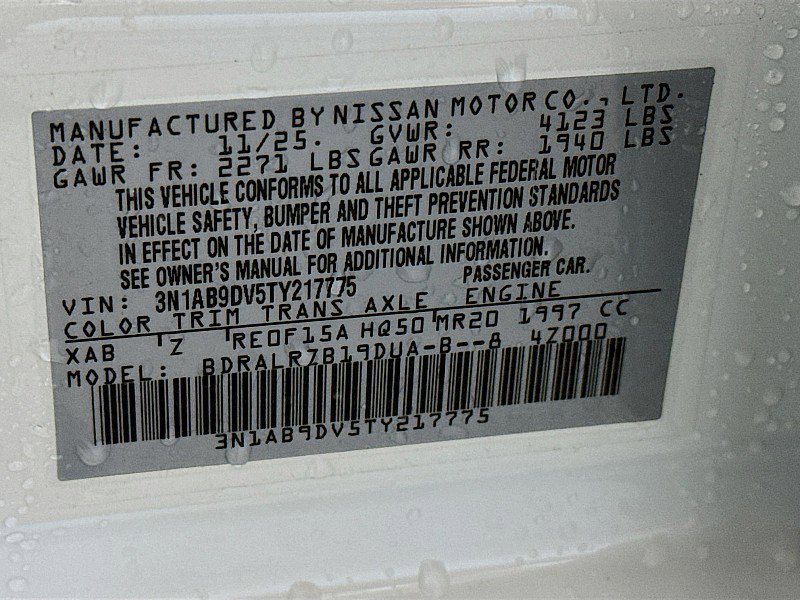 MANUFACTURED BY NISSAN MOTOR CO., LTD.
DATE: 11/25. GVWR: 4123 LBS
GAWR FR: 2271 LBS GAWR RR: 1940 LBS
THIS VEHICLE CONFORMS TO ALL APPLICABLE FEDERAL MOTOR
VEHICLE SAFETY, BUMPER AND THEFT PREVENTION STANDARDS
IN EFFECT ON THE DATE OF MANUFACTURE SHOWN ABOVE.
SEE OWNER'S MANUAL FOR ADDITIONAL INFORMATION.
VIN: 3N1AB9DV5TY217775 PASSENGER CAR.
COLOR TRIM TRANS AXLE ENGINE
XAB Z RE0F15A HQ50 MR20 1997 CC
MODEL: BDRALRZB19DUA-B--8 4Z000
3N1AB9DV5TY217775